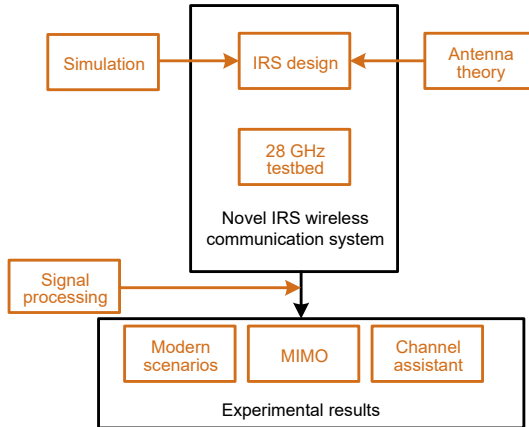 Simulation
IRS design
Antenna
theory
28 GHz
testbed
Novel IRS wireless
communication system
Signal
processing
Modern
scenarios
MIMO
Channel
assistant
Experimental results